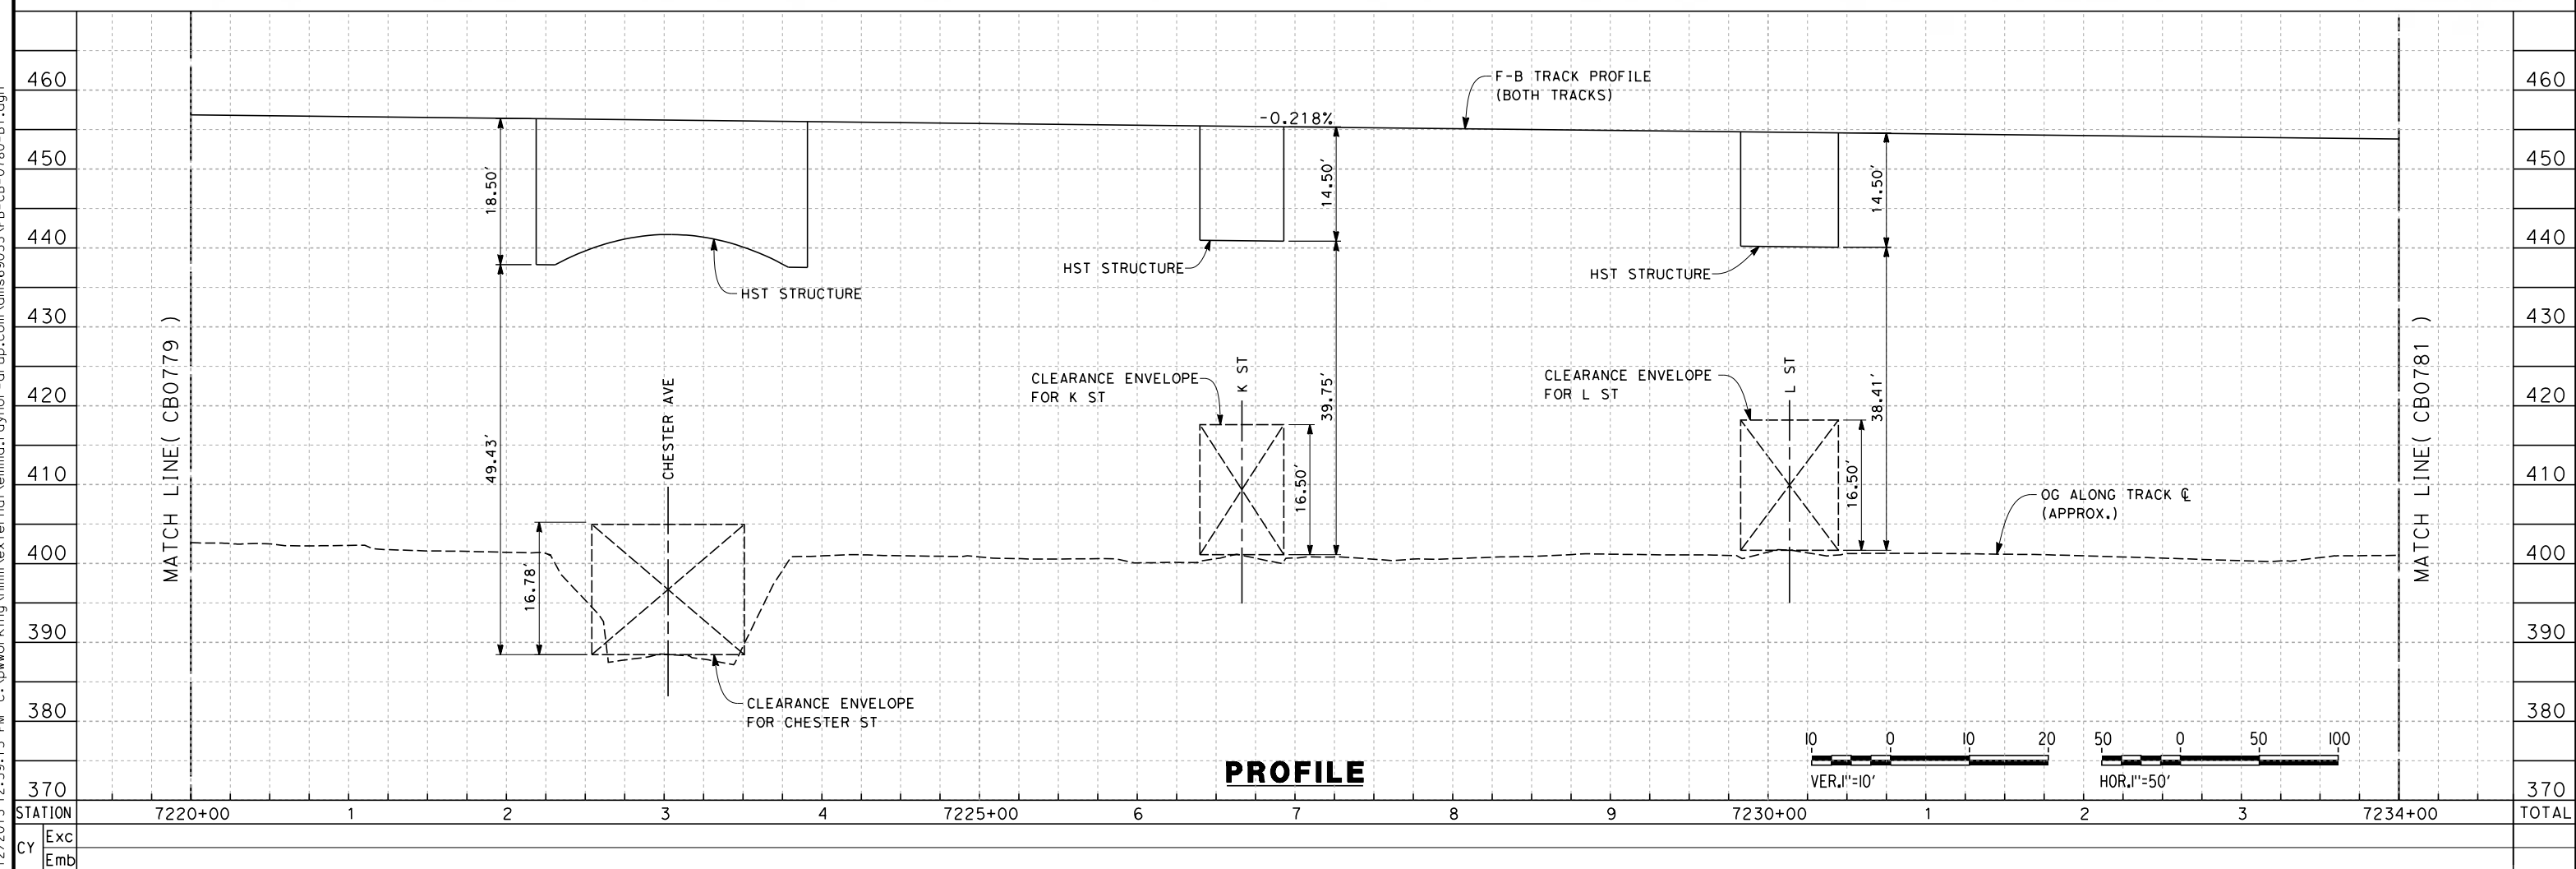 460
450
440
430
420
410
400
390
380
370
460
450
440
430
420
410
400
390
380
370
MATCH LINE( CB0779 )
MATCH LINE( CB0781 )
F-B TRACK PROFILE
(BOTH TRACKS)
-0.218%
18.50'
49.43'
16.78'
HST STRUCTURE
CHESTER AVE
CLEARANCE ENVELOPE
FOR CHESTER ST
14.50'
39.75'
16.50'
HST STRUCTURE
K ST
CLEARANCE ENVELOPE
FOR K ST
14.50'
38.41'
16.50'
HST STRUCTURE
L ST
CLEARANCE ENVELOPE
FOR L ST
OG ALONG TRACK ℄
(APPROX.)
PROFILE
10 0 10 20
VER.1"=10'
50 0 50 100
HOR.1"=50'
STATION 7220+00 1 2 3 4 7225+00 6 7 8 9 7230+00 1 2 3 7234+00 TOTAL
CY
Exc
Emb